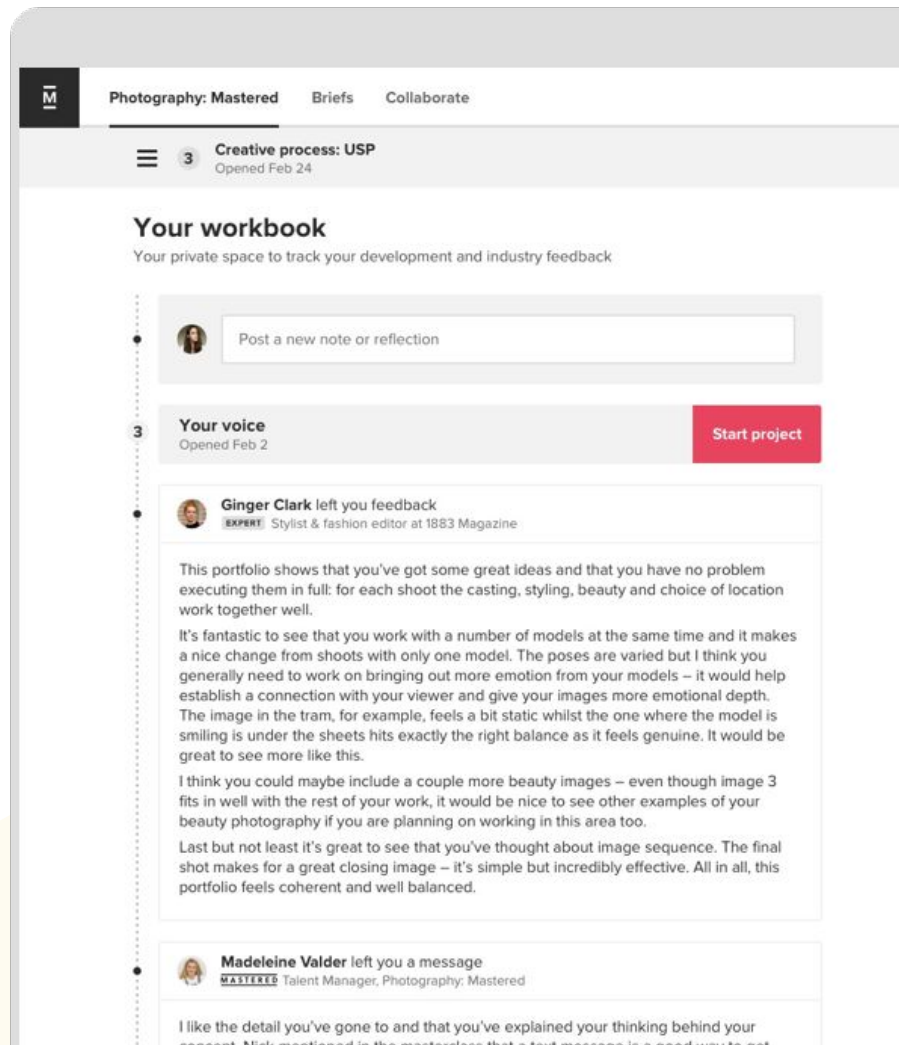 M
Photography: Mastered Briefs Collaborate
3 Creative process: USP
Opened Feb 24
Your workbook
Your private space to track your development and industry feedback
Post a new note or reflection
3 Your voice
Opened Feb 2
Start project
Ginger Clark left you feedback
EXPERT Stylist & fashion editor at 1883 Magazine
This portfolio shows that you’ve got some great ideas and that you have no problem
executing them in full: for each shoot the casting, styling, beauty and choice of location
work together well.
It’s fantastic to see that you work with a number of models at the same time and it makes
a nice change from shoots with only one model. The poses are varied but I think you
generally need to work on bringing out more emotion from your models – it would help
establish a connection with your viewer and give your images more emotional depth.
The image in the tram, for example, feels a bit static whilst the one where the model is
smiling is under the sheets hits exactly the right balance as it feels genuine. It would be
great to see more like this.
I think you could maybe include a couple more beauty images – even though image 3
fits in well with the rest of your work, it would be nice to see other examples of your
beauty photography if you are planning on working in this area too.
Last but not least it’s great to see that you’ve thought about image sequence. The final
shot makes for a great closing image – it’s simple but incredibly effective. All in all, this
portfolio feels coherent and well balanced.
Madeleine Valder left you a message
MASTERED Talent Manager, Photography: Mastered
I like the detail you’ve gone to and that you’ve explained your thinking behind your
concept. Nick mentioned in the masterclass that a text message is a good way to get